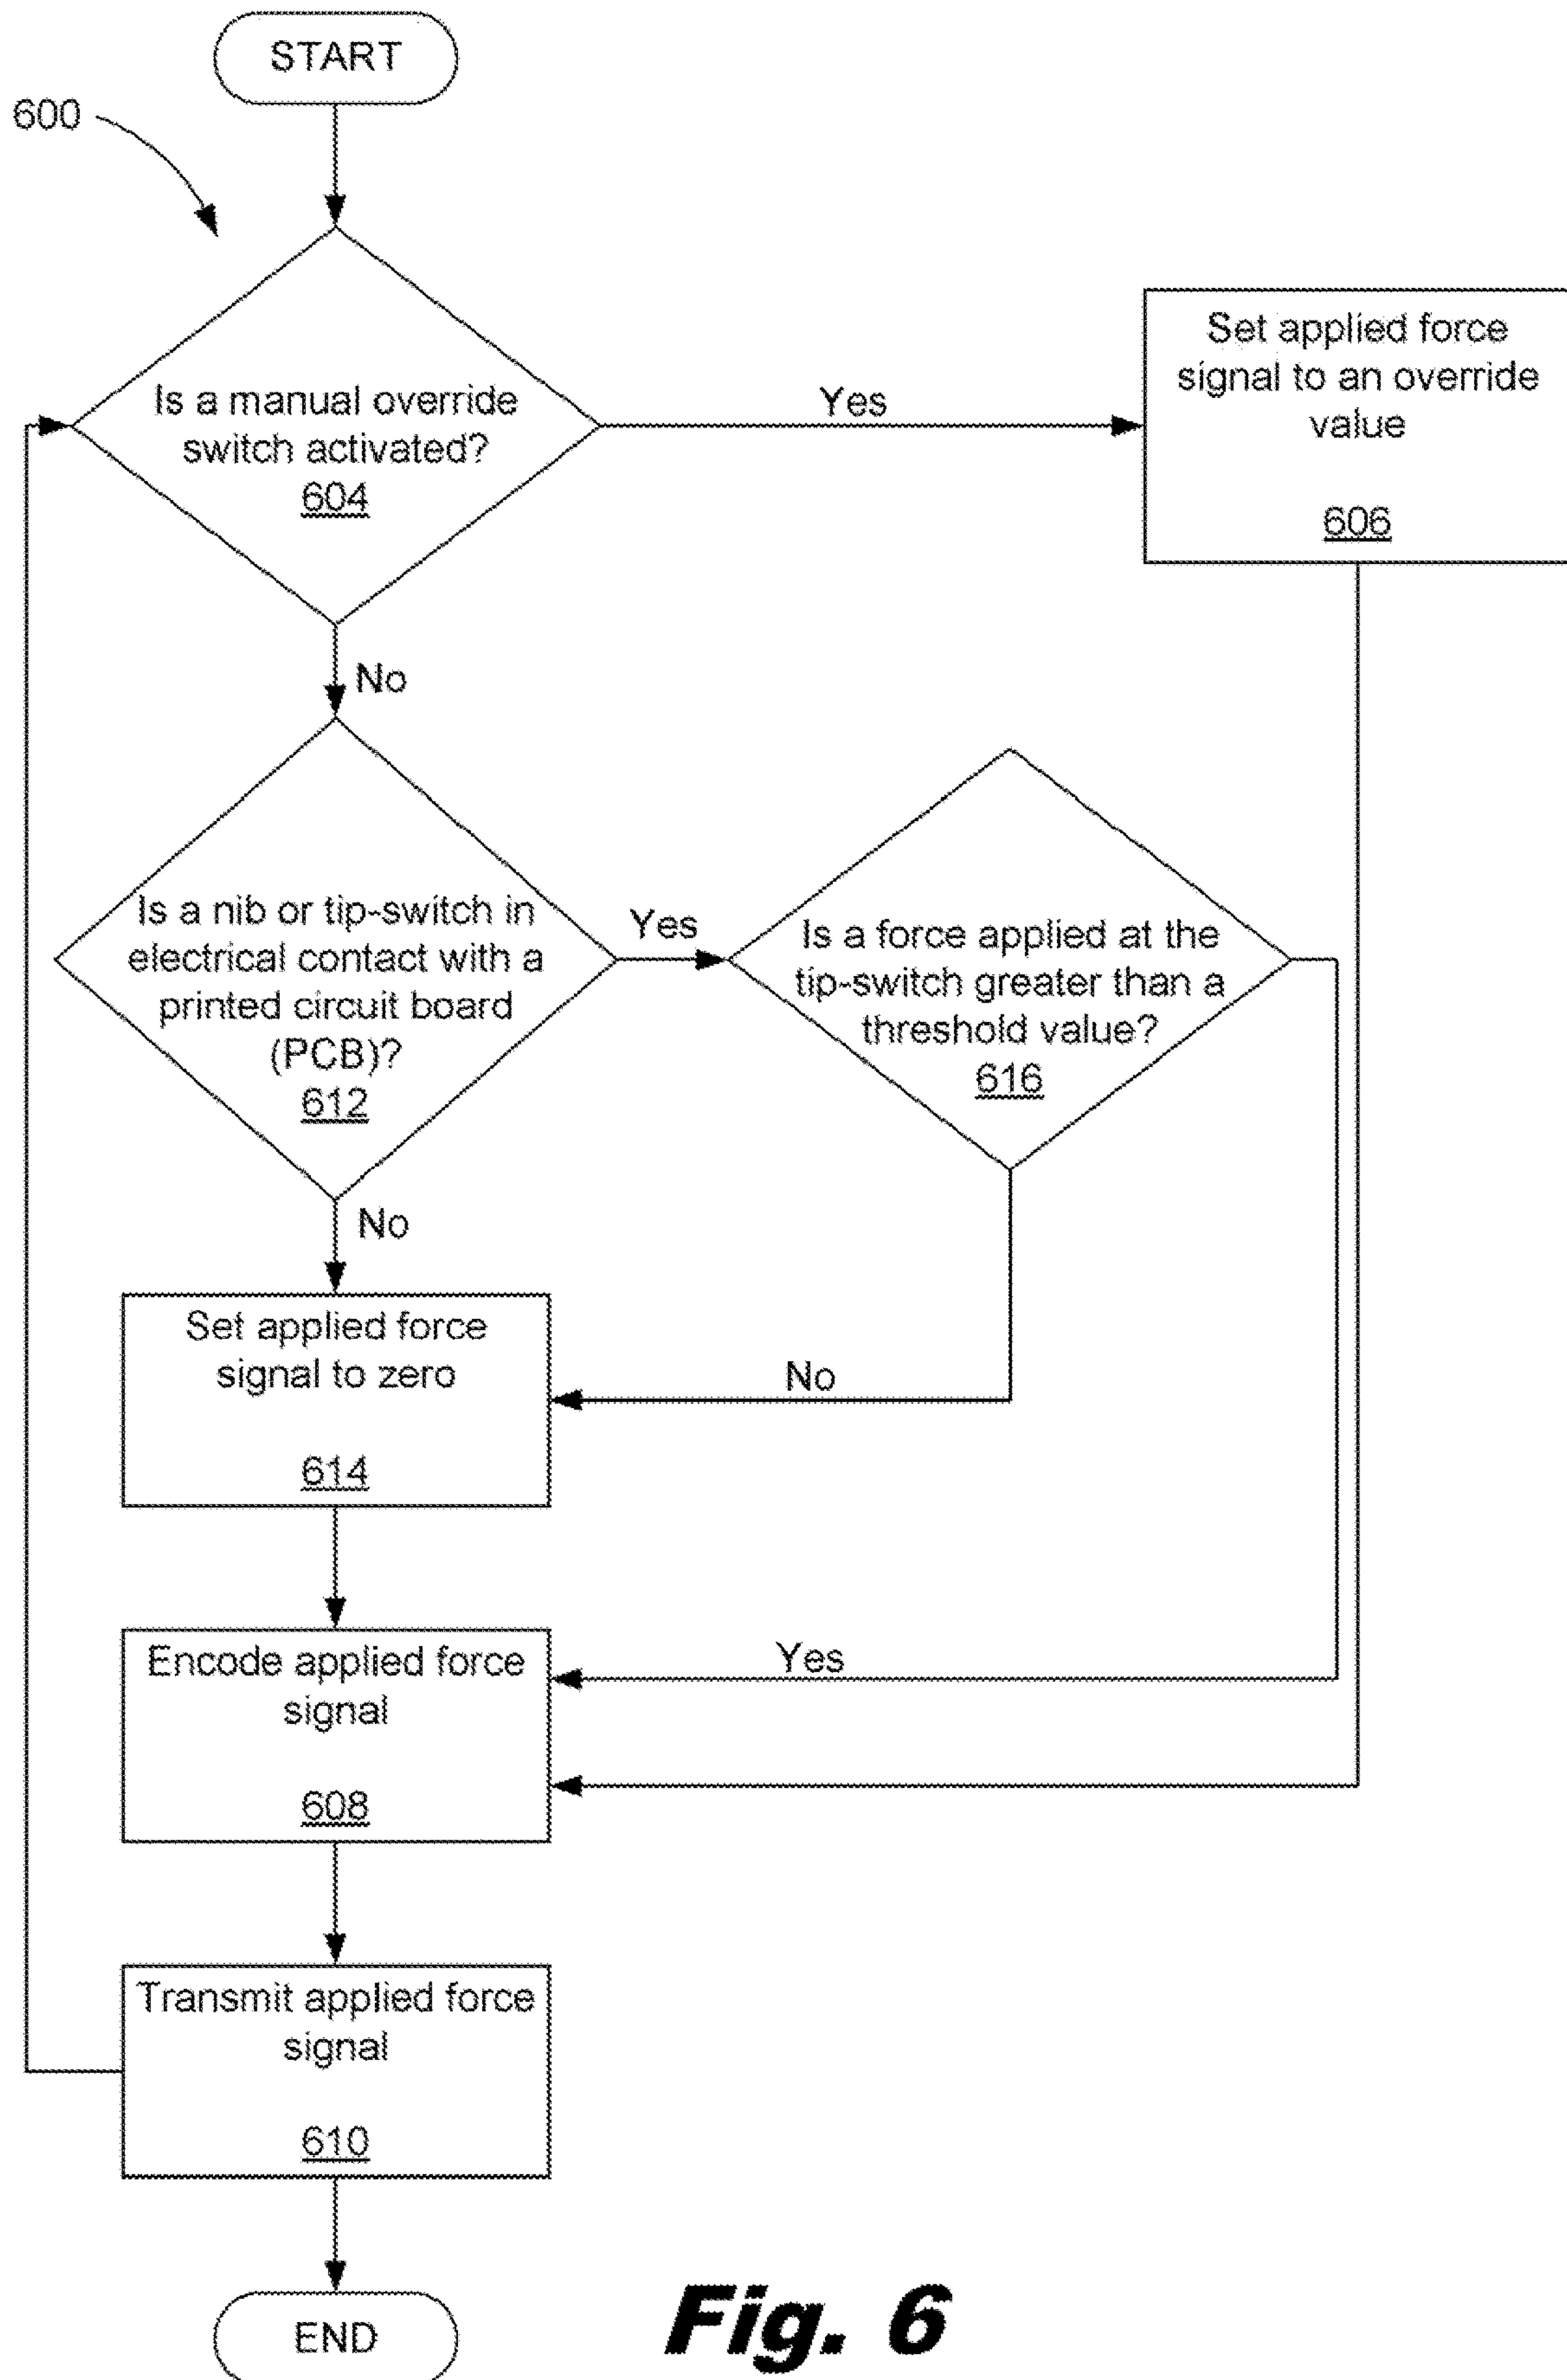 START
600
Is a manual override
switch activated?
604
Yes
Set applied force
signal to an override
value
606
No
Is a nib or tip-switch in
electrical contact with a
printed circuit board
(PCB)?
612
Yes
Is a force applied at the
tip-switch greater than a
threshold value?
616
No
Set applied force
signal to zero
614
No
Encode applied force
signal
608
Yes
Transmit applied force
signal
610
END
Fig. 6